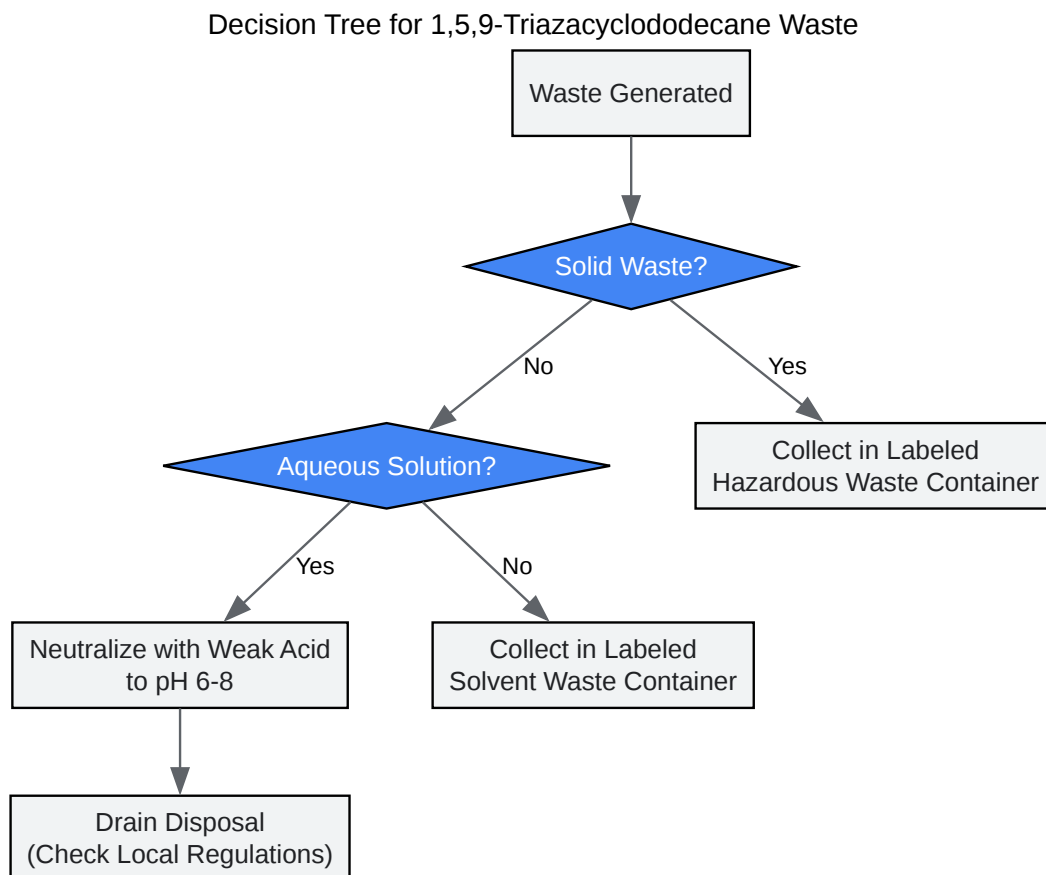 Decision Tree for 1,5,9-Triazacyclododecane Waste
Waste Generated
Solid Waste?
No
Yes
Aqueous Solution?
Collect in Labeled
Hazardous Waste Container
Yes
No
Neutralize with Weak Acid
to pH 6-8
Collect in Labeled
Solvent Waste Container
Drain Disposal
(Check Local Regulations)